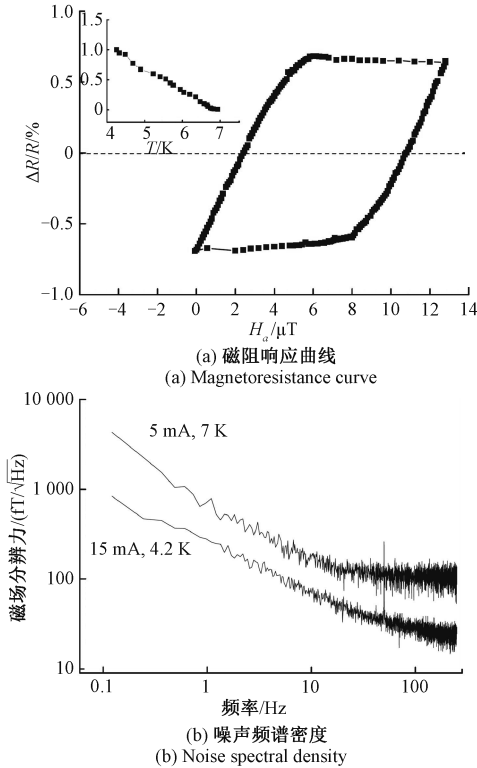 1.0
0.5
0
−0.5
−1.0
ΔR/R/%
1.5
1.0
0.5
0
4 5 6 7
T/K
−6 −4 −2 0 2 4 6 8 10 12 14
Ha/μT
(a) 磁阻响应曲线
(a) Magnetoresistance curve
10 000
1 000
100
10
磁场分辨力/(fT/√Hz)
5 mA, 7 K
15 mA, 4.2 K
0.1 1 10 100
频率/Hz
(b) 噪声频谱密度
(b) Noise spectral density